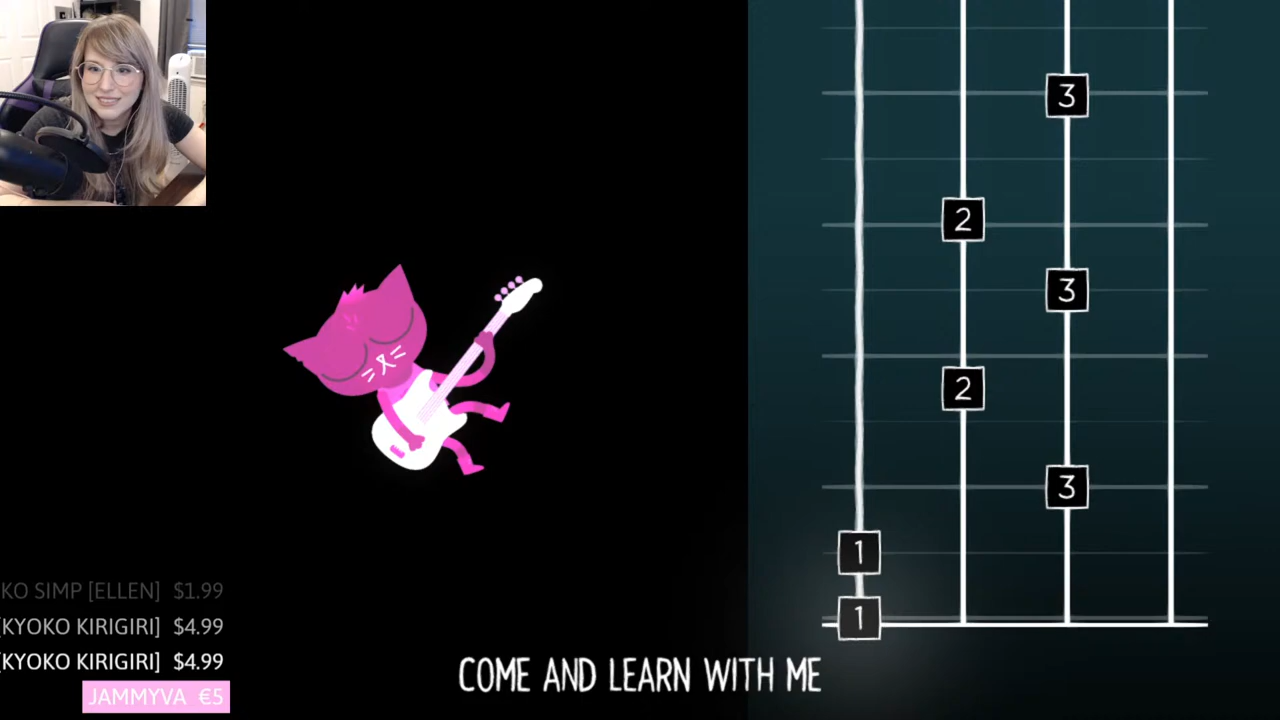 3
2
3
2
3
1
1
KO SIMP [ELLEN] $1.99
[KYOKO KIRIGIRI] $4.99
[KYOKO KIRIGIRI] $4.99
JAMMYVA €5
COME AND LEARN WITH ME